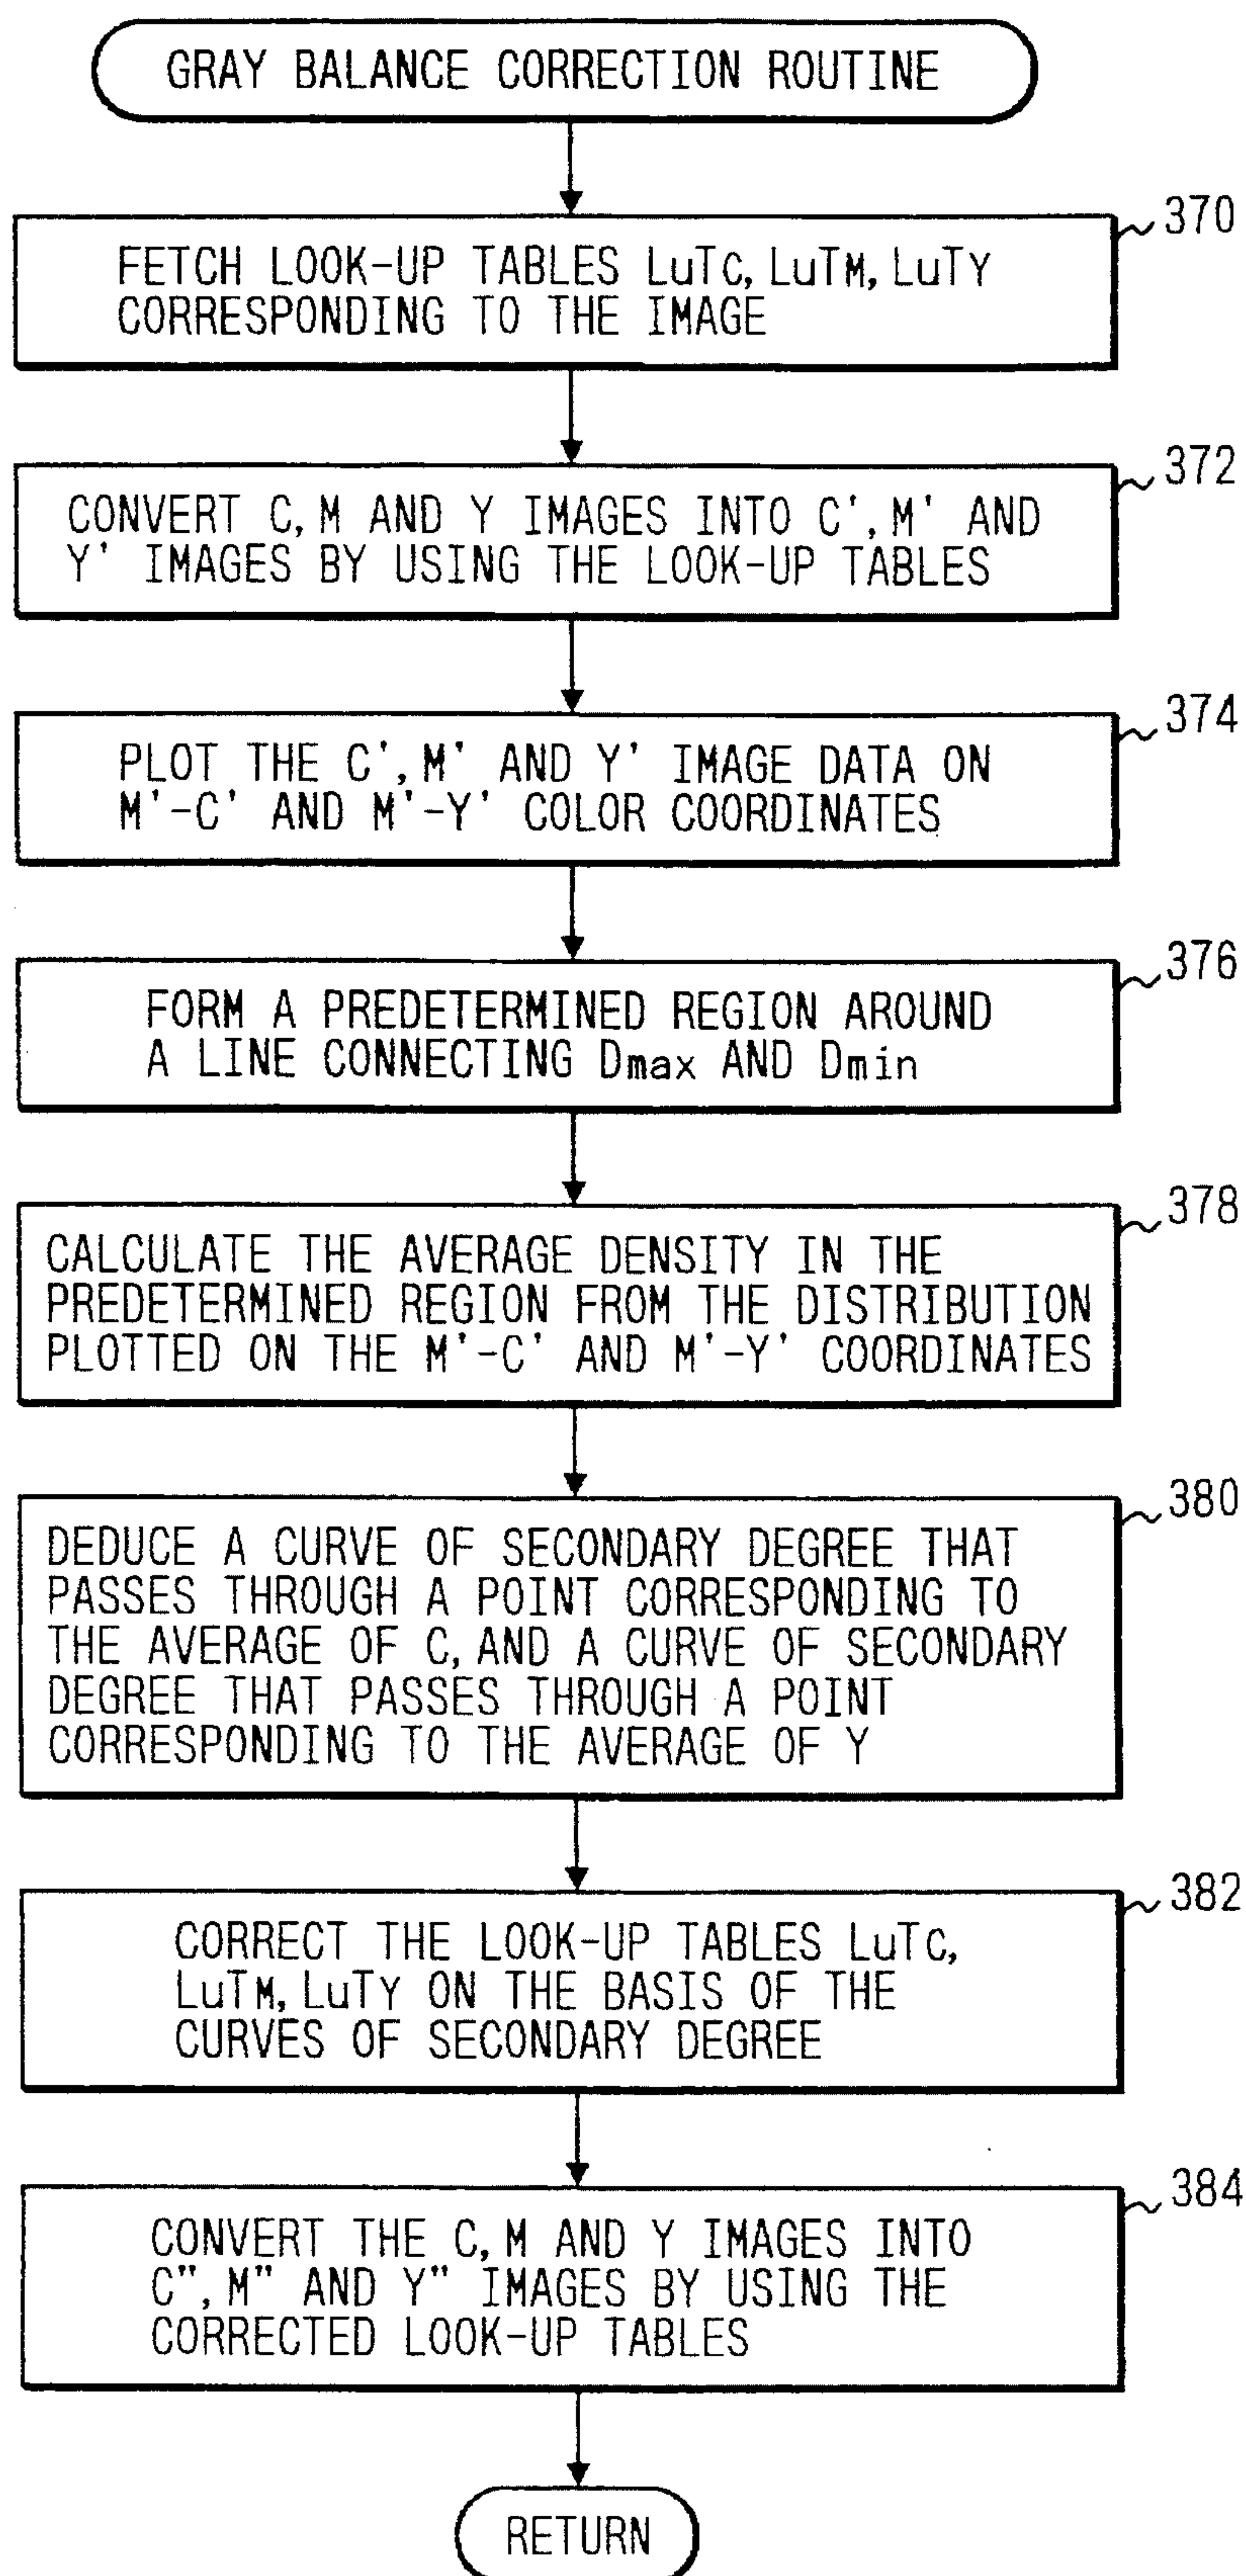 GRAY BALANCE CORRECTION ROUTINE
370
FETCH LOOK-UP TABLES LuTC, LuTM, LuTY
CORRESPONDING TO THE IMAGE
372
CONVERT C, M AND Y IMAGES INTO C', M' AND
Y' IMAGES BY USING THE LOOK-UP TABLES
374
PLOT THE C', M' AND Y' IMAGE DATA ON
M'-C' AND M'-Y' COLOR COORDINATES
376
FORM A PREDETERMINED REGION AROUND
A LINE CONNECTING Dmax AND Dmin
378
CALCULATE THE AVERAGE DENSITY IN THE
PREDETERMINED REGION FROM THE DISTRIBUTION
PLOTTED ON THE M'-C' AND M'-Y' COORDINATES
380
DEDUCE A CURVE OF SECONDARY DEGREE THAT
PASSES THROUGH A POINT CORRESPONDING TO
THE AVERAGE OF C, AND A CURVE OF SECONDARY
DEGREE THAT PASSES THROUGH A POINT
CORRESPONDING TO THE AVERAGE OF Y
382
CORRECT THE LOOK-UP TABLES LuTC,
LuTM, LuTY ON THE BASIS OF THE
CURVES OF SECONDARY DEGREE
384
CONVERT THE C, M AND Y IMAGES INTO
C", M" AND Y" IMAGES BY USING THE
CORRECTED LOOK-UP TABLES
RETURN